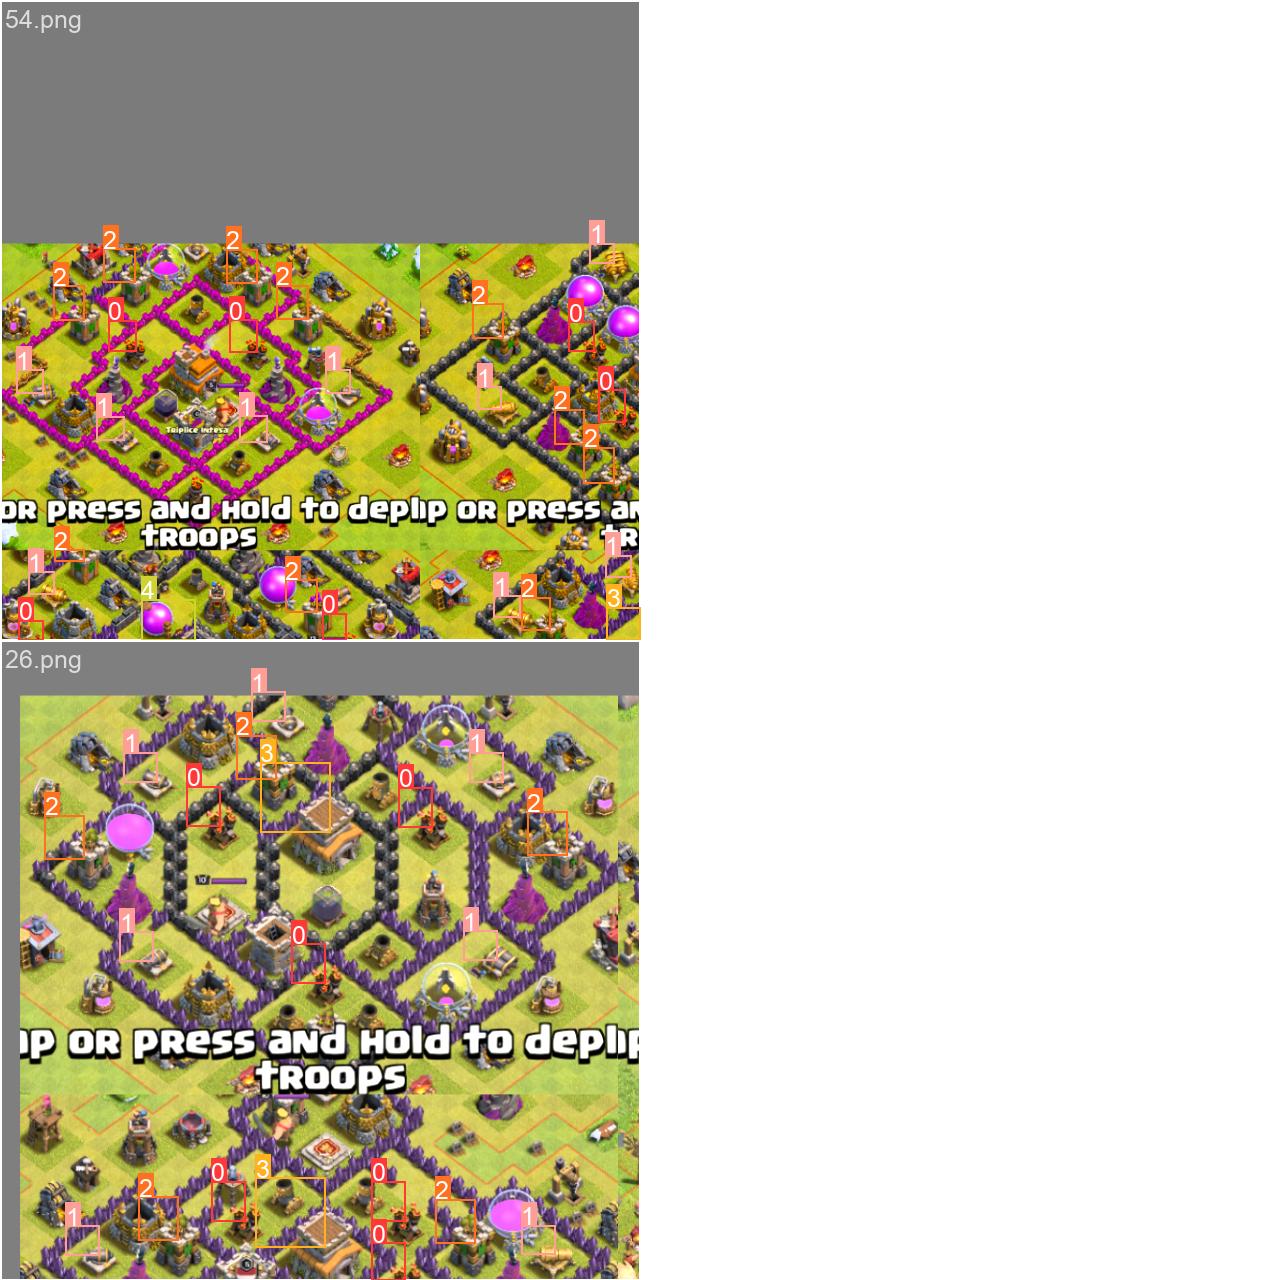 54.png
2 2 1
2 2 2
0 0 0
1 1 1 0
1 1 2
2
Triplice Intesa
OR PRESS AND HOLD TO DEPLIP OR PRESS AN
TROOPS TR
2 1 2 1
1 4 1 2 3
0 0
26.png
1
2
1 3 1
0 0
2 2
10
1 1
0
IP OR PRESS AND HOLD TO DEPLIP
TROOPS
0 3 0
2 2
1 1
0